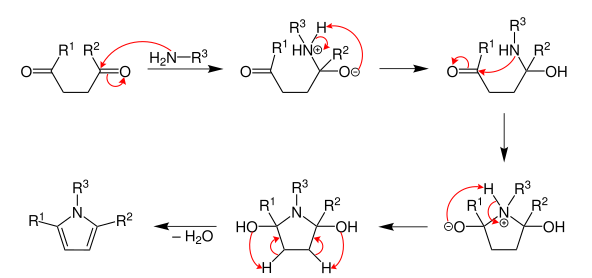 R¹ R²
O O
H₂N R³
R³ H
R¹ HN⊕
R²
O O⊖
R³
R¹ HN
R²
O OH
R³
N
R¹ R²
– H₂O
R³
R¹ N R²
HO OH
H H
H R³
R¹ N R²
⊖O ⊕ OH